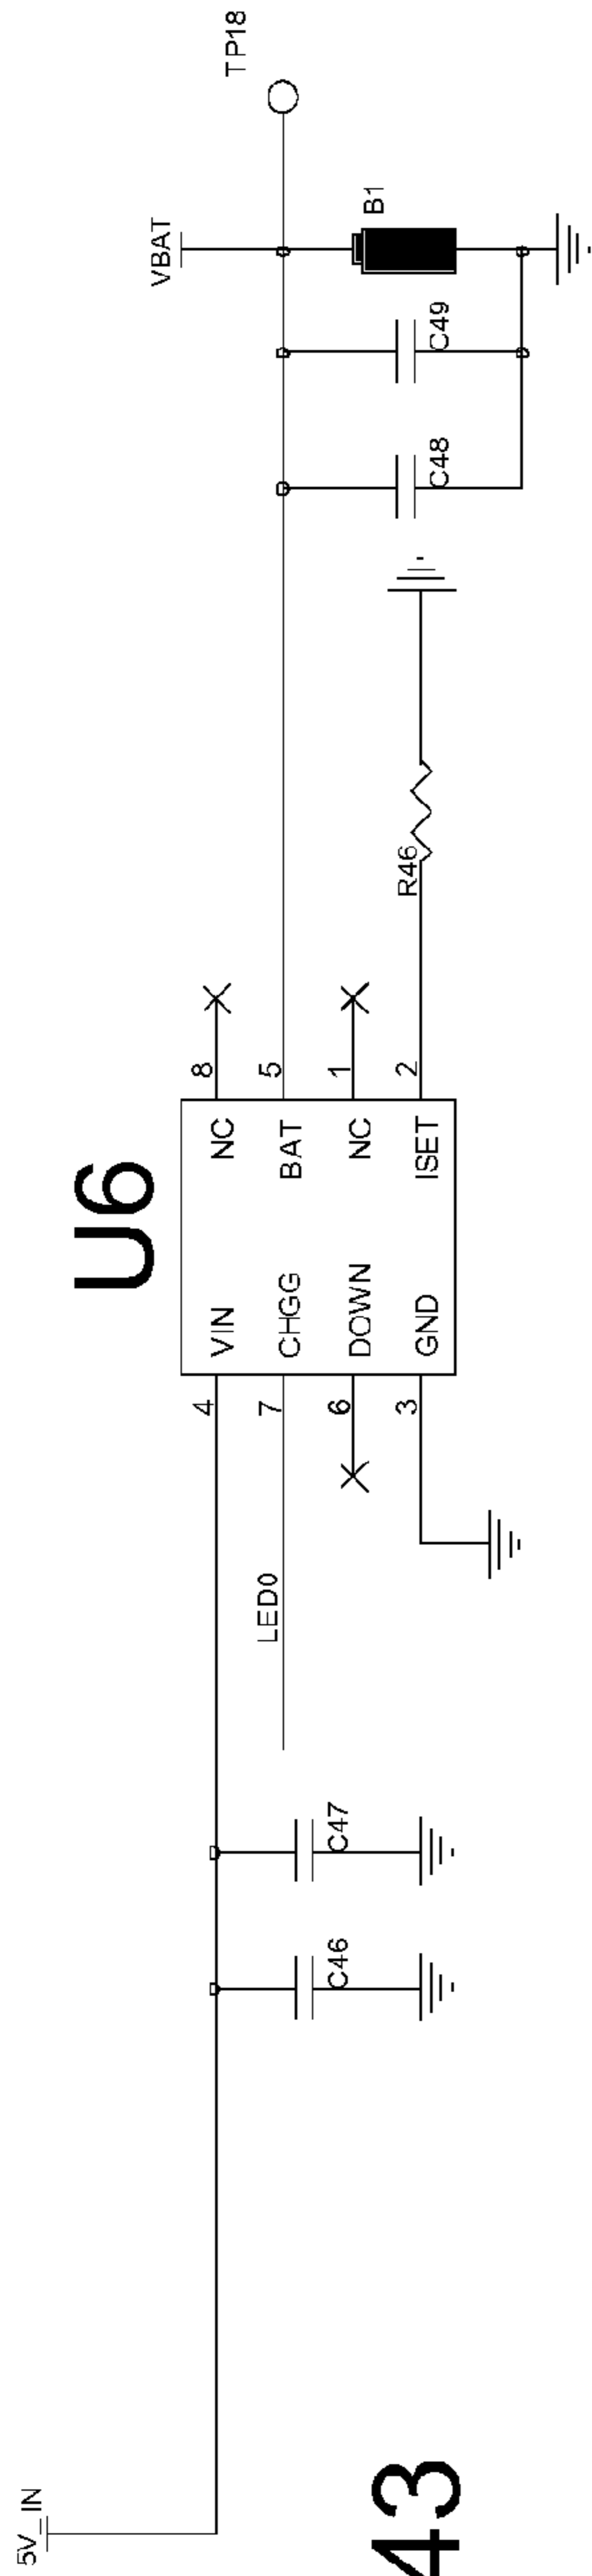 U6
5V_IN
C46
C47
LED0
4
VIN
7
CHGG
6
DOWN
3
GND
NC
8
BAT
5
NC
1
ISET
2
R46
C48
C49
B1
VBAT
TP18
43